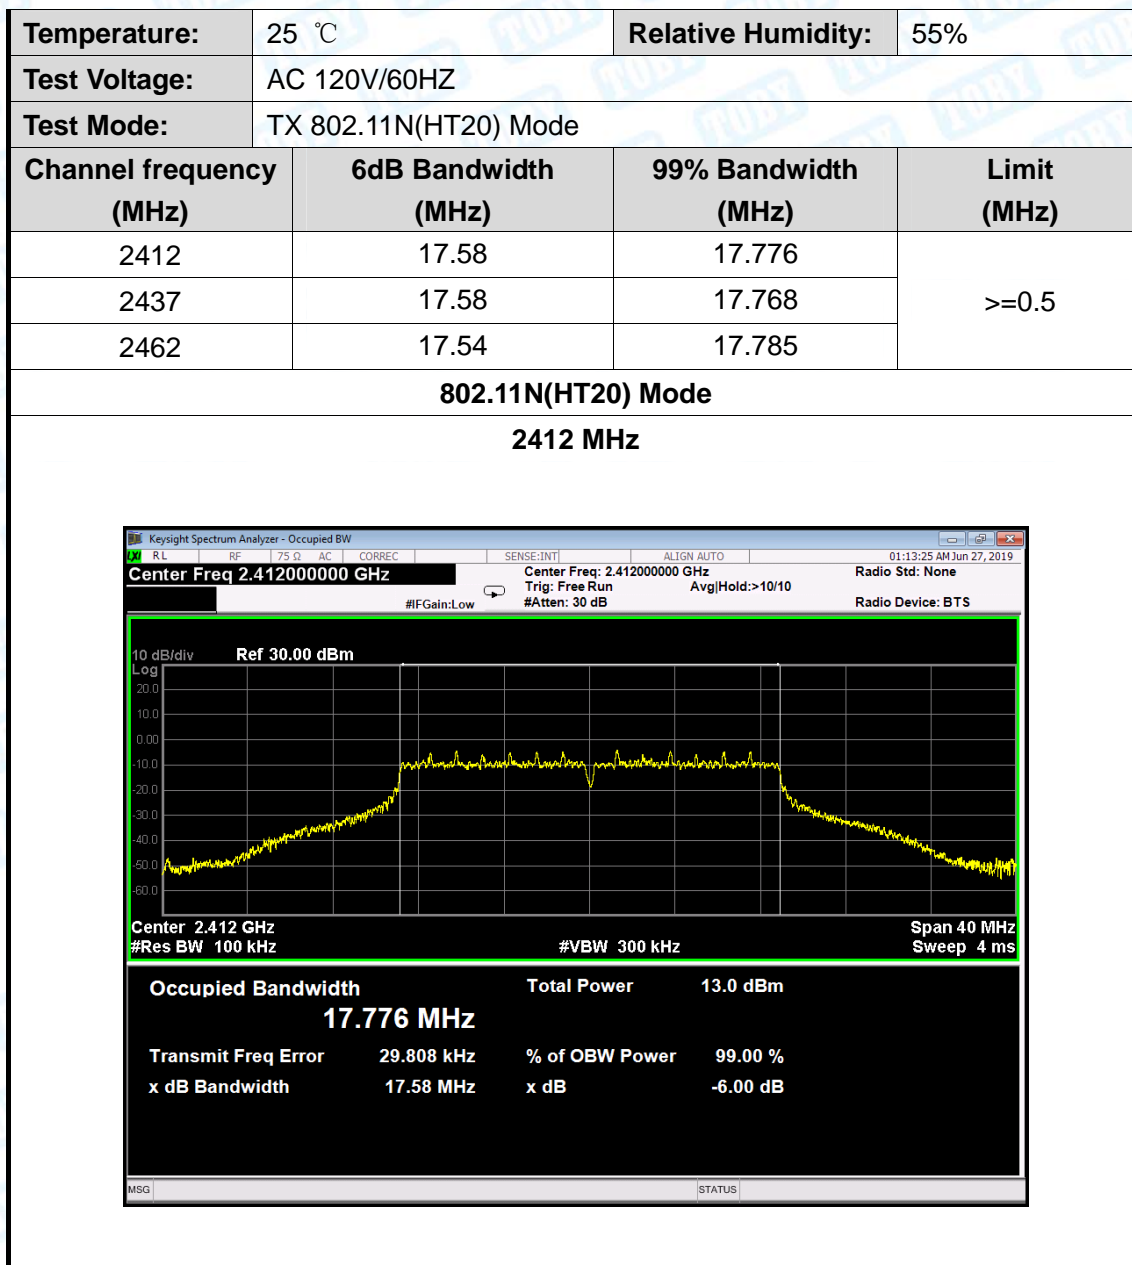 Temperature: 25 ℃ Relative Humidity: 55%
Test Voltage: AC 120V/60HZ
Test Mode: TX 802.11N(HT20) Mode
Channel frequency (MHz) 6dB Bandwidth (MHz) 99% Bandwidth (MHz) Limit (MHz)
2412 17.58 17.776
2437 17.58 17.768 >=0.5
2462 17.54 17.785
802.11N(HT20) Mode
2412 MHz
Keysight Spectrum Analyzer - Occupied BW
LXI RL RF 75 Ω AC CORREC SENSE:INT ALIGN AUTO 01:13:25 AM Jun 27, 2019
Center Freq 2.412000000 GHz Center Freq: 2.412000000 GHz Radio Std: None
Trig: Free Run Avg|Hold:>10/10
#IFGain:Low #Atten: 30 dB Radio Device: BTS
10 dB/div Ref 30.00 dBm
Log
20.0
10.0
0.00
-10.0
-20.0
-30.0
-40.0
-50.0
-60.0
Center 2.412 GHz Span 40 MHz
#Res BW 100 kHz #VBW 300 kHz Sweep 4 ms
Occupied Bandwidth Total Power 13.0 dBm
17.776 MHz
Transmit Freq Error 29.808 kHz % of OBW Power 99.00 %
x dB Bandwidth 17.58 MHz x dB -6.00 dB
MSG STATUS
TOBY